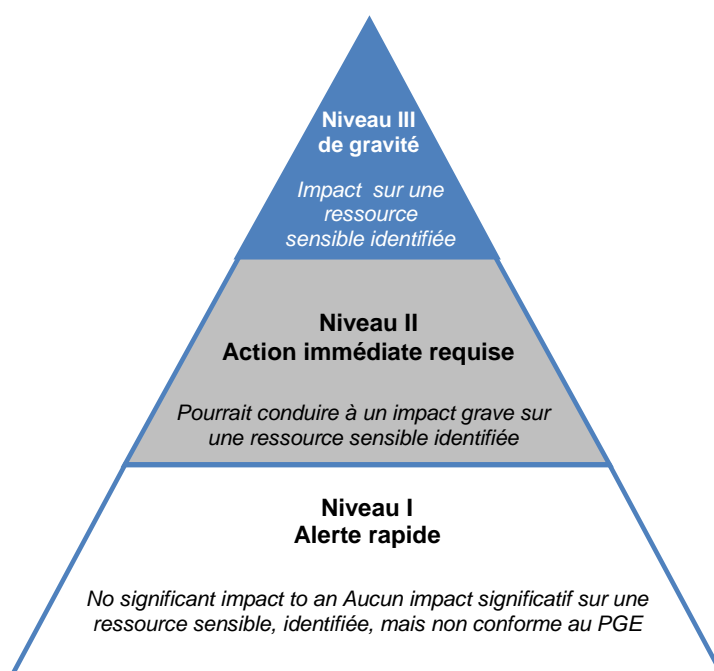 Niveau III
de gravité
Impact sur une
ressource
sensible identifiée
Niveau II
Action immédiate requise
Pourrait conduire à un impact grave sur
une ressource sensible identifiée
Niveau I
Alerte rapide
No significant impact to an Aucun impact significatif sur une
ressource sensible, identifiée, mais non conforme au PGE